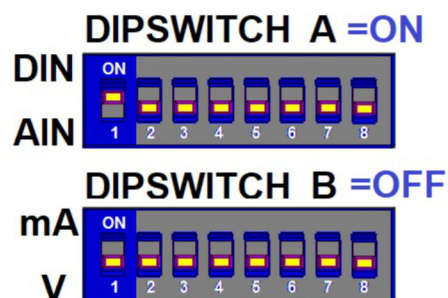 DIPSWITCH A =ON
DIN
ON
AIN
1 2 3 4 5 6 7 8
DIPSWITCH B =OFF
mA
ON
V
1 2 3 4 5 6 7 8